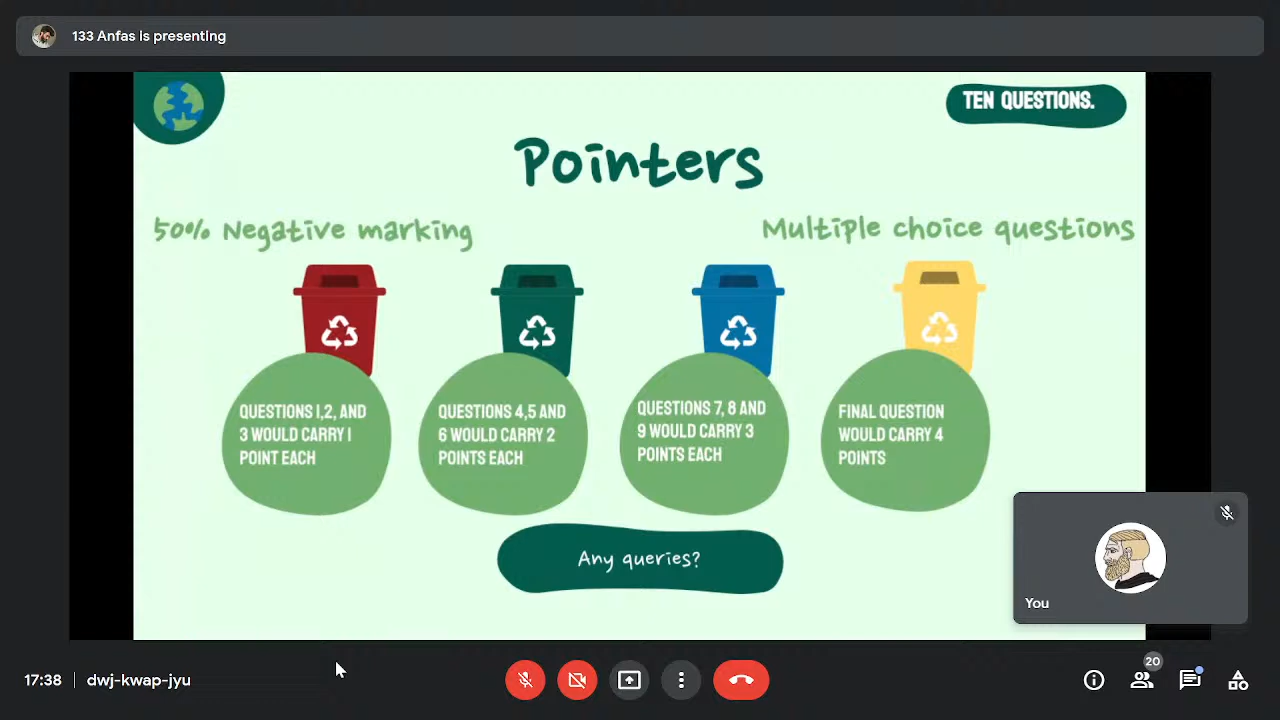 133 Anfas is presenting
TEN QUESTIONS.
Pointers
50% Negative marking
Multiple choice questions
QUESTIONS 1,2, AND
3 WOULD CARRY 1
POINT EACH
QUESTIONS 4,5 AND
6 WOULD CARRY 2
POINTS EACH
QUESTIONS 7, 8 AND
9 WOULD CARRY 3
POINTS EACH
FINAL QUESTION
WOULD CARRY 4
POINTS
Any queries?
You
17:38
dwj-kwap-jyu
20